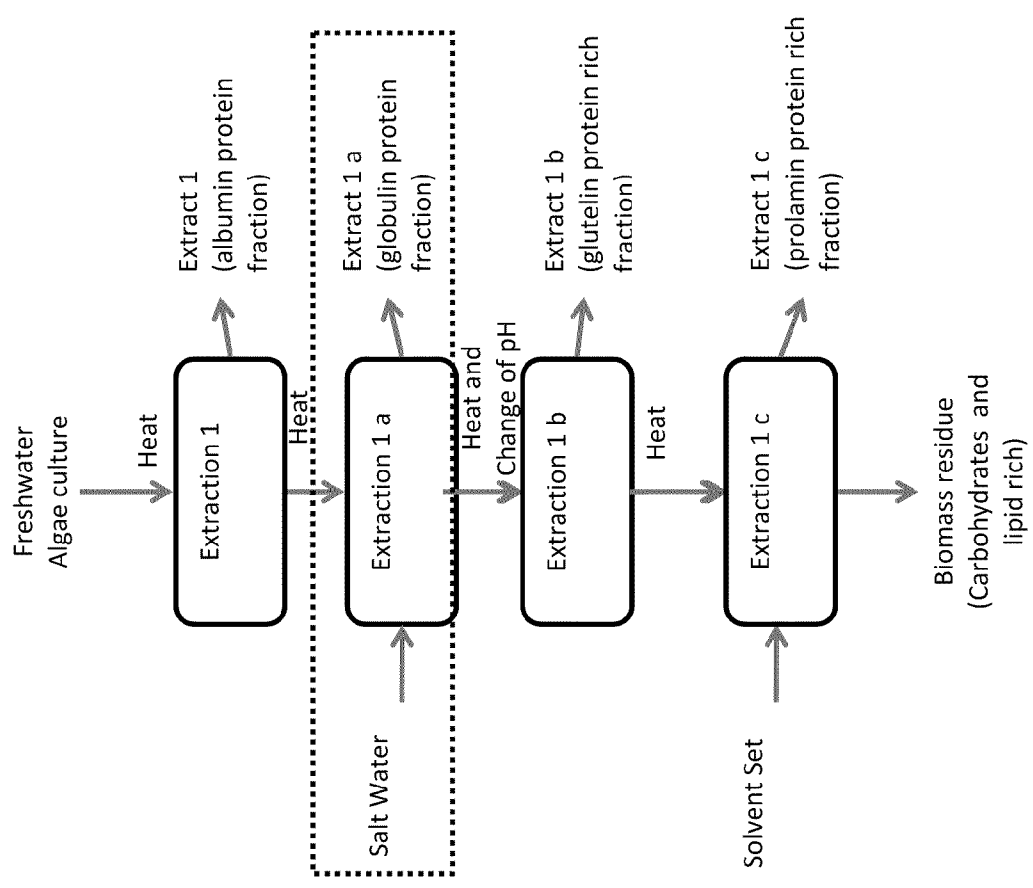 Freshwater
Algae culture
Heat
Extraction 1
Extract 1
(albumin protein
fraction)
Heat
Salt Water
Extraction 1 a
Extract 1 a
(globulin protein
fraction)
Heat and
Change of pH
Extraction 1 b
Extract 1 b
(glutelin protein rich
fraction)
Heat
Solvent Set
Extraction 1 c
Extract 1 c
(prolamin protein rich
fraction)
Biomass residue
(Carbohydrates and
lipid rich)